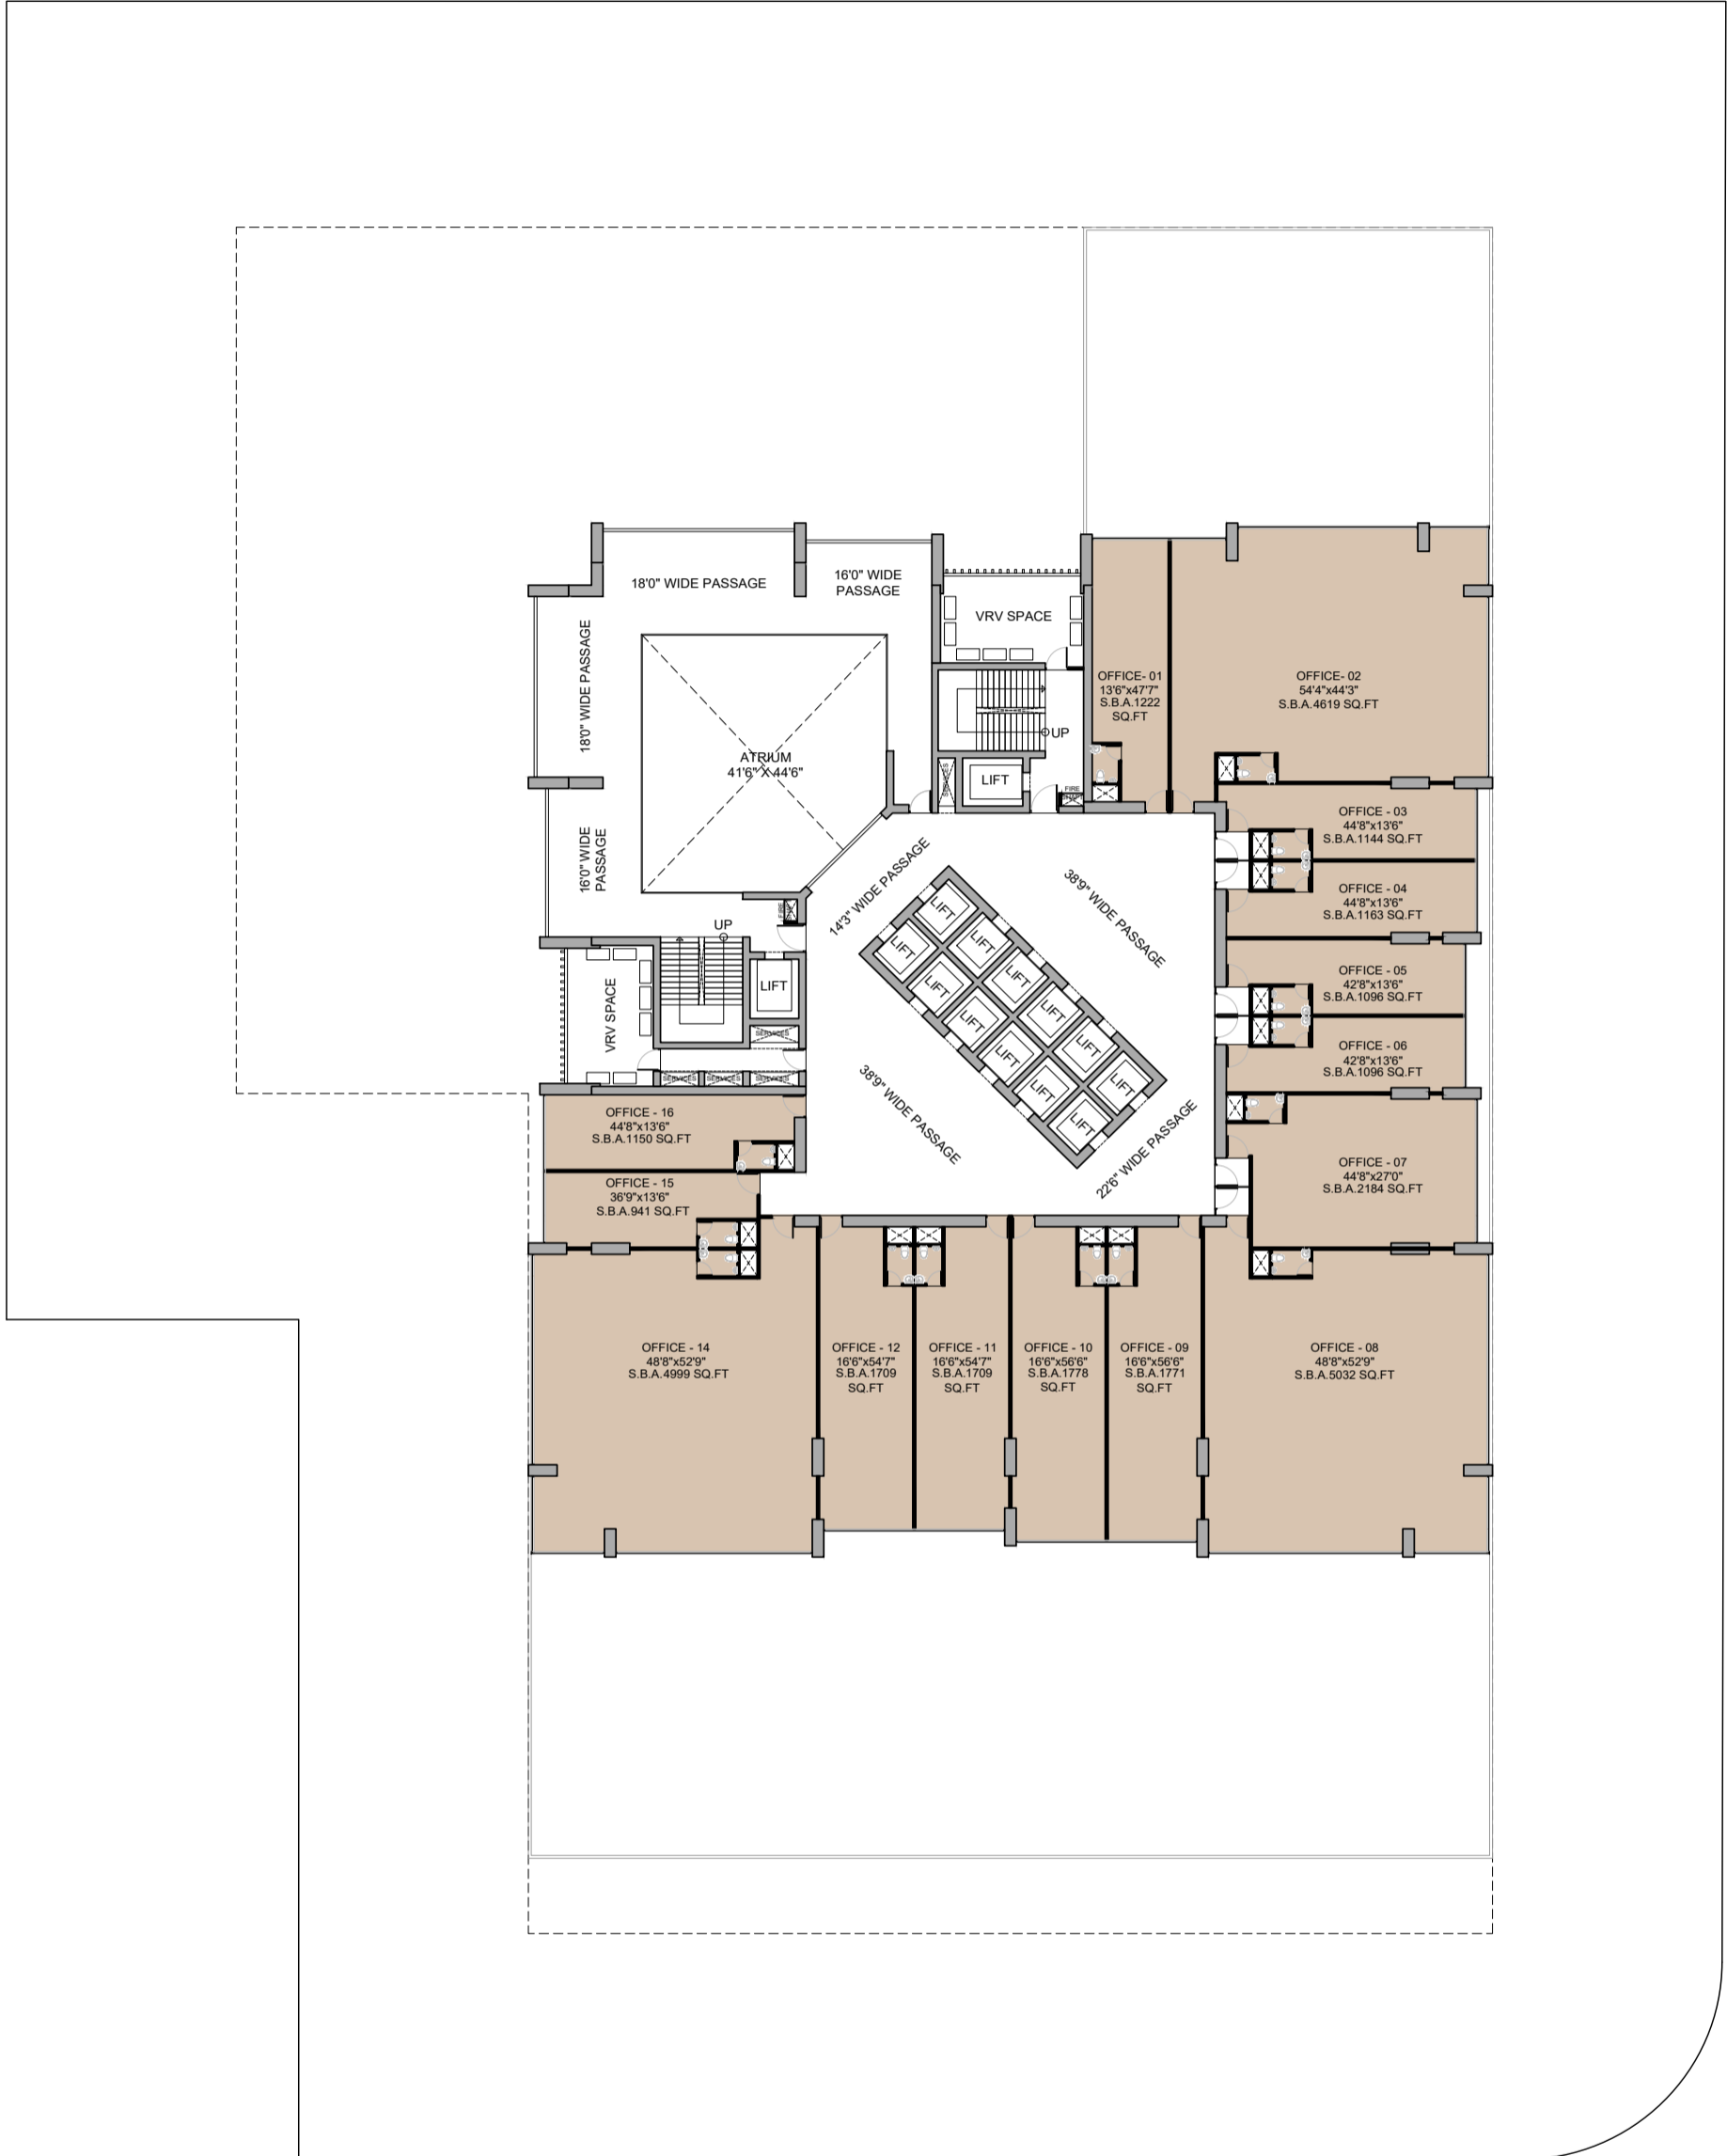 18'0" WIDE PASSAGE
16'0" WIDE
PASSAGE
VRV SPACE
18'0" WIDE PASSAGE
ATRIUM
41'6" X 44'6"
UP
LIFT
SERVICES
FIRE
OFFICE- 01
13'6"x47'7"
S.B.A.1222
SQ.FT
OFFICE- 02
54'4"x44'3"
S.B.A.4619 SQ.FT
OFFICE - 03
44'8"x13'6"
S.B.A.1144 SQ.FT
OFFICE - 04
44'8"x13'6"
S.B.A.1163 SQ.FT
OFFICE - 05
42'8"x13'6"
S.B.A.1096 SQ.FT
OFFICE - 06
42'8"x13'6"
S.B.A.1096 SQ.FT
OFFICE - 07
44'8"x27'0"
S.B.A.2184 SQ.FT
16'0" WIDE
PASSAGE
14'3" WIDE PASSAGE
38'9" WIDE PASSAGE
LIFT
LIFT
LIFT
LIFT
LIFT
LIFT
LIFT
LIFT
LIFT
LIFT
LIFT
LIFT
38'9" WIDE PASSAGE
22'6" WIDE PASSAGE
FIRE
UP
LIFT
VRV SPACE
SERVICES
SERVICES
SERVICES
SERVICES
OFFICE - 16
44'8"x13'6"
S.B.A.1150 SQ.FT
OFFICE - 15
36'9"x13'6"
S.B.A.941 SQ.FT
OFFICE - 14
48'8"x52'9"
S.B.A.4999 SQ.FT
OFFICE - 12
16'6"x54'7"
S.B.A.1709
SQ.FT
OFFICE - 11
16'6"x54'7"
S.B.A.1709
SQ.FT
OFFICE - 10
16'6"x56'6"
S.B.A.1778
SQ.FT
OFFICE - 09
16'6"x56'6"
S.B.A.1771
SQ.FT
OFFICE - 08
48'8"x52'9"
S.B.A.5032 SQ.FT